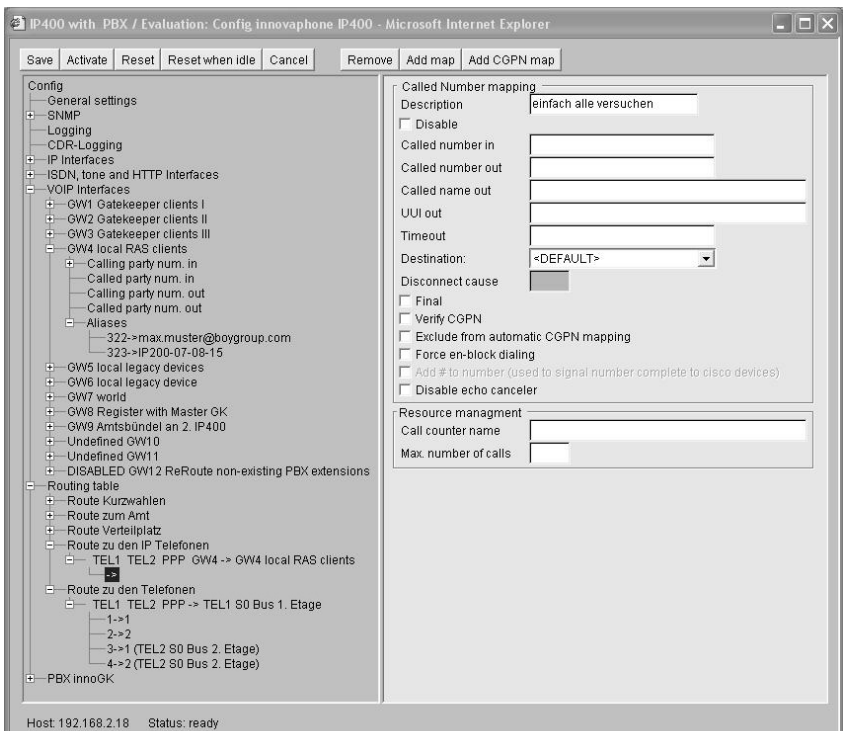 IP400 with PBX / Evaluation: Config innovaphone IP400 - Microsoft Internet Explorer
Save Activate Reset Reset when idle Cancel Remove Add map Add CGPN map
Config
General settings
SNMP
Logging
CDR-Logging
IP Interfaces
ISDN, tone and HTTP Interfaces
VOIP Interfaces
GW1 Gatekeeper clients I
GW2 Gatekeeper clients II
GW3 Gatekeeper clients III
GW4 local RAS clients
Calling party num. in
Called party num. in
Calling party num. out
Called party num. out
Aliases
322->max.muster@boygroup.com
323->IP200-07-08-15
GW5 local legacy devices
GW6 local legacy device
GW7 world
GW8 Register with Master GK
GW9 Amtsbündel an 2. IP400
Undefined GW10
Undefined GW11
DISABLED GW12 ReRoute non-existing PBX extensions
Routing table
Route Kurzwahlen
Route zum Amt
Route Verteilplatz
Route zu den IP Telefonen
TEL1 TEL2 PPP GW4 -> GW4 local RAS clients
->
Route zu den Telefonen
TEL1 TEL2 PPP -> TEL1 S0 Bus 1. Etage
1->1
2->2
3->1 (TEL2 S0 Bus 2. Etage)
4->2 (TEL2 S0 Bus 2. Etage)
PBX innoGK
Called Number mapping
Description einfach alle versuchen
Disable
Called number in
Called number out
Called name out
UUI out
Timeout
Destination: <DEFAULT>
Disconnect cause
Final
Verify CGPN
Exclude from automatic CGPN mapping
Force en-block dialing
Add # to number (used to signal number complete to cisco devices)
Disable echo canceler
Resource managment
Call counter name
Max. number of calls
Host: 192.168.2.18 Status: ready